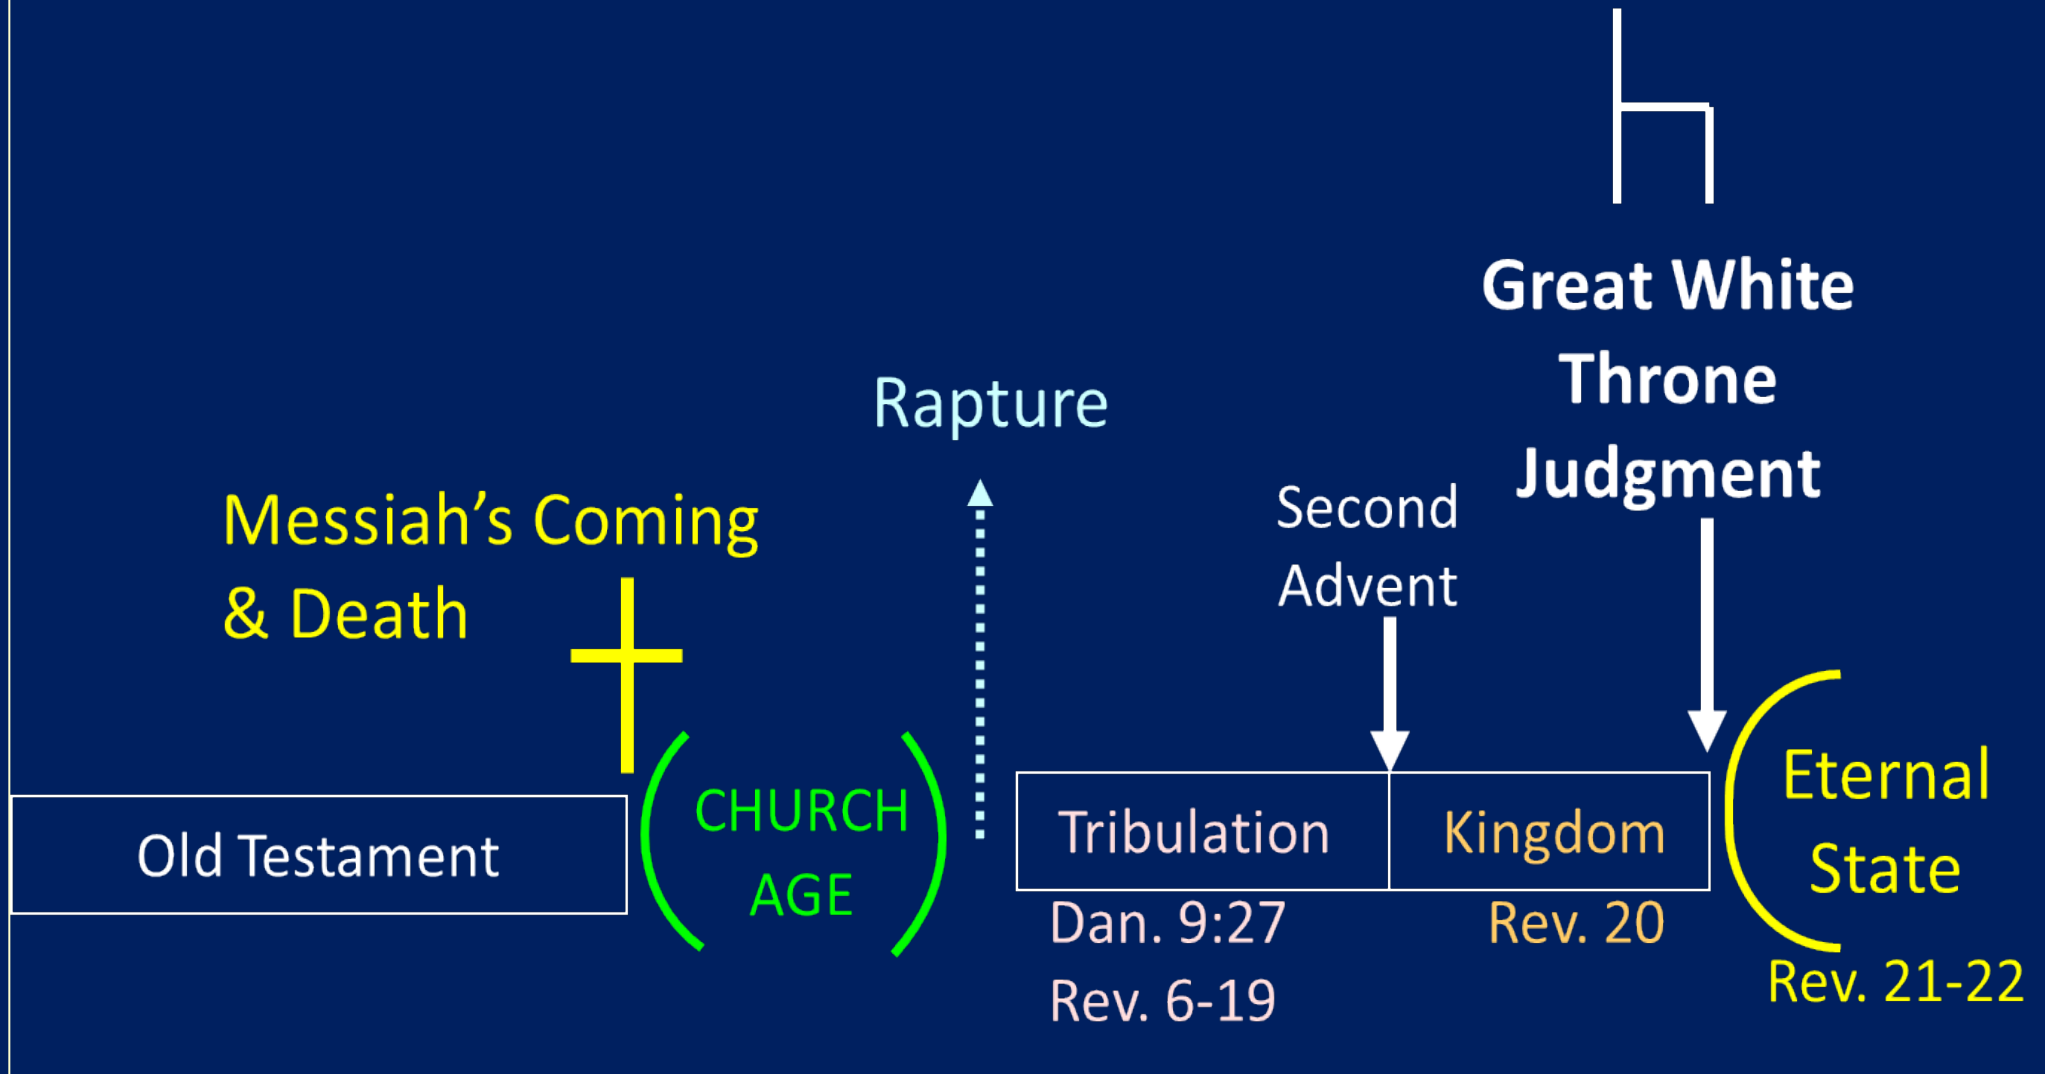 Great White
Throne
Judgment
Rapture
Second
Advent
Messiah’s Coming
& Death
Old Testament
CHURCH
AGE
Tribulation
Kingdom
Eternal
State
Dan. 9:27
Rev. 6-19
Rev. 20
Rev. 21-22